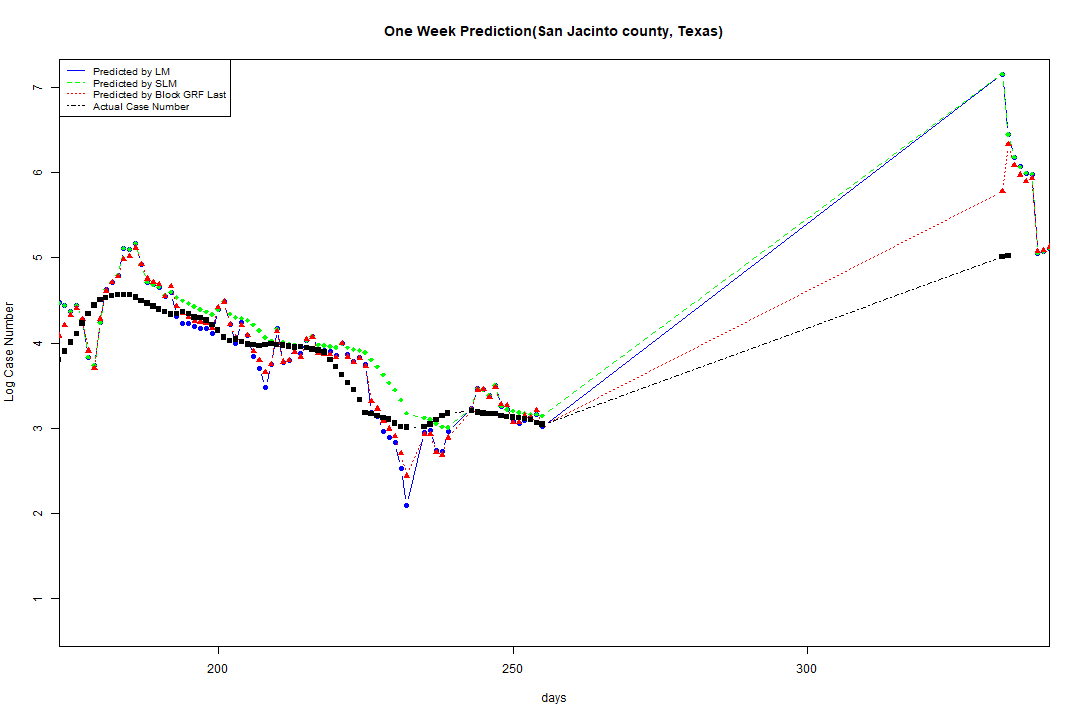 One Week Prediction(San Jacinto county, Texas)
Predicted by LM
Predicted by SLM
Predicted by Block GRF Last
Actual Case Number
7
6
5
4
3
2
1
Log Case Number
200
250
300
days